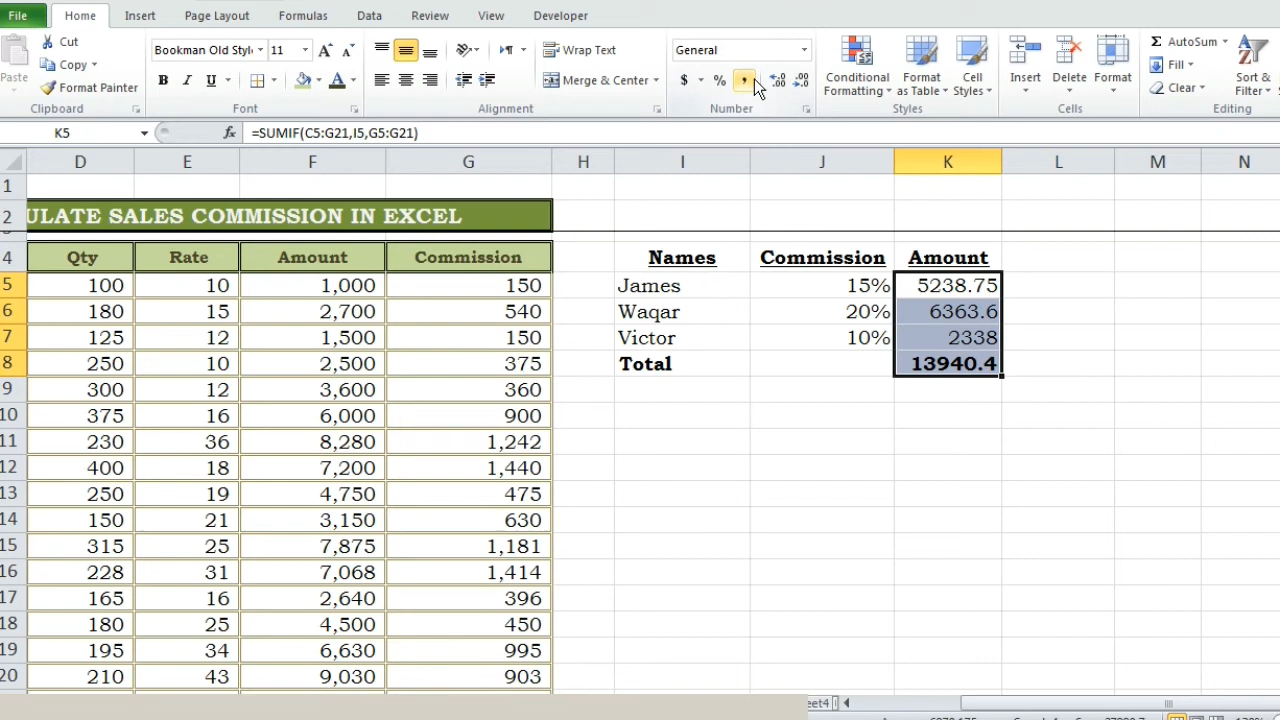 File Home Insert Page Layout Formulas Data Review View Developer
Cut Bookman Old Styl 11 A A Wrap Text General AutoSum
Paste Copy B I U A Merge & Center $ % , .0 .00 .00 .0 Conditional Formatting Format as Table Cell Styles Insert Delete Format Fill Sort & Filter
Format Painter Clear
Clipboard Font Alignment Number Styles Cells Editing
K5 fx =SUMIF(C5:G21,I5,G5:G21)
D E F G H I J K L M N
1
2 ULATE SALES COMMISSION IN EXCEL
4 Qty Rate Amount Commission Names Commission Amount
5 100 10 1,000 150 James 15% 5238.75
6 180 15 2,700 540 Waqar 20% 6363.6
7 125 12 1,500 150 Victor 10% 2338
8 250 10 2,500 375 Total 13940.4
9 300 12 3,600 360
10 375 16 6,000 900
11 230 36 8,280 1,242
12 400 18 7,200 1,440
13 250 19 4,750 475
14 150 21 3,150 630
15 315 25 7,875 1,181
16 228 31 7,068 1,414
17 165 16 2,640 396
18 180 25 4,500 450
19 195 34 6,630 995
20 210 43 9,030 903
eet4